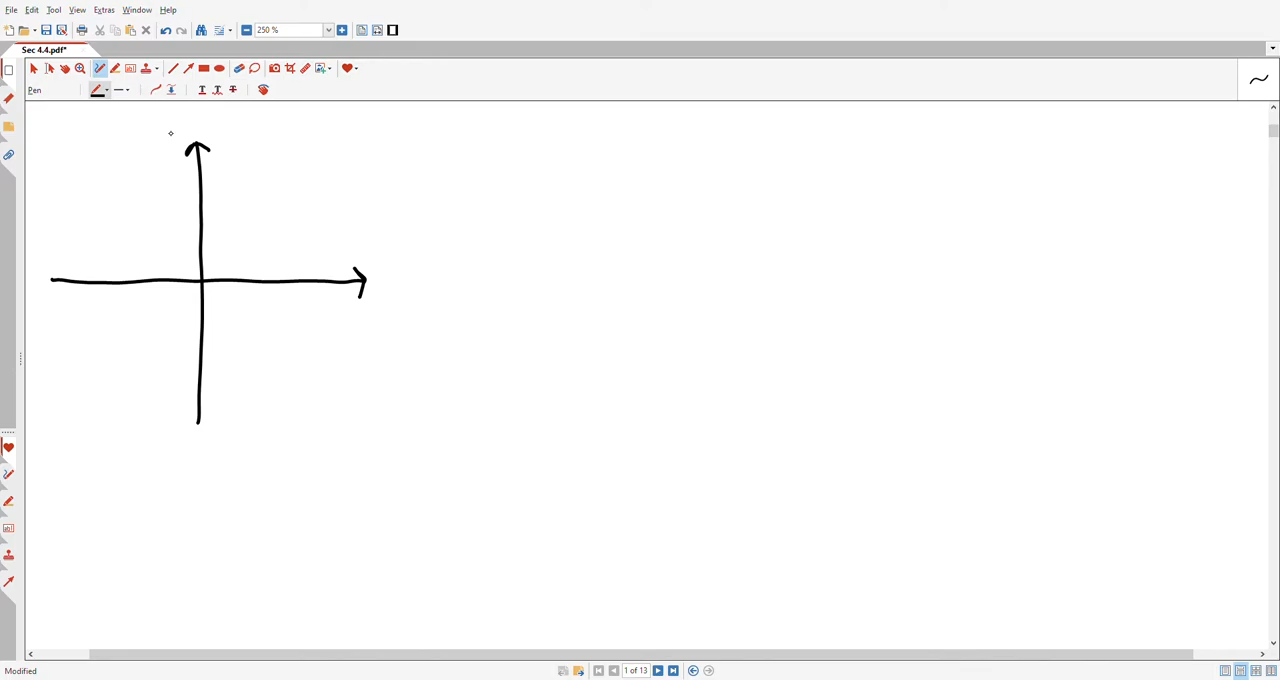 File Edit Tool View Extras Window Help
250 %
Sec 4.4.pdf*
Pen
Modified
1 of 13